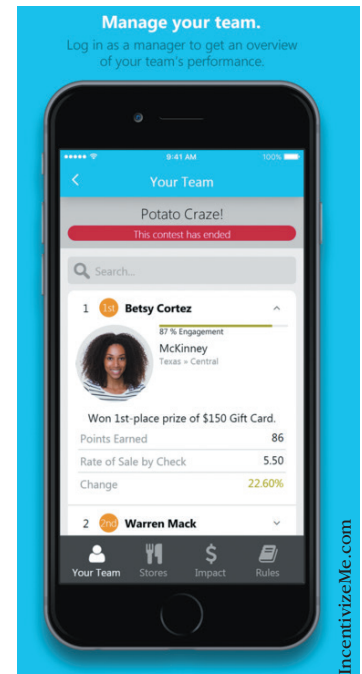 Manage your team.
Log in as a manager to get an overview
of your team's performance.
9:41 AM
100%
Your Team
Potato Craze!
This contest has ended
Search...
1 1st Betsy Cortez
87 % Engagement
McKinney
Texas » Central
Won 1st-place prize of $150 Gift Card.
Points Earned 86
Rate of Sale by Check 5.50
Change 22.60%
2 2nd Warren Mack
Your Team Stores Impact Rules
IncentivizeMe.com